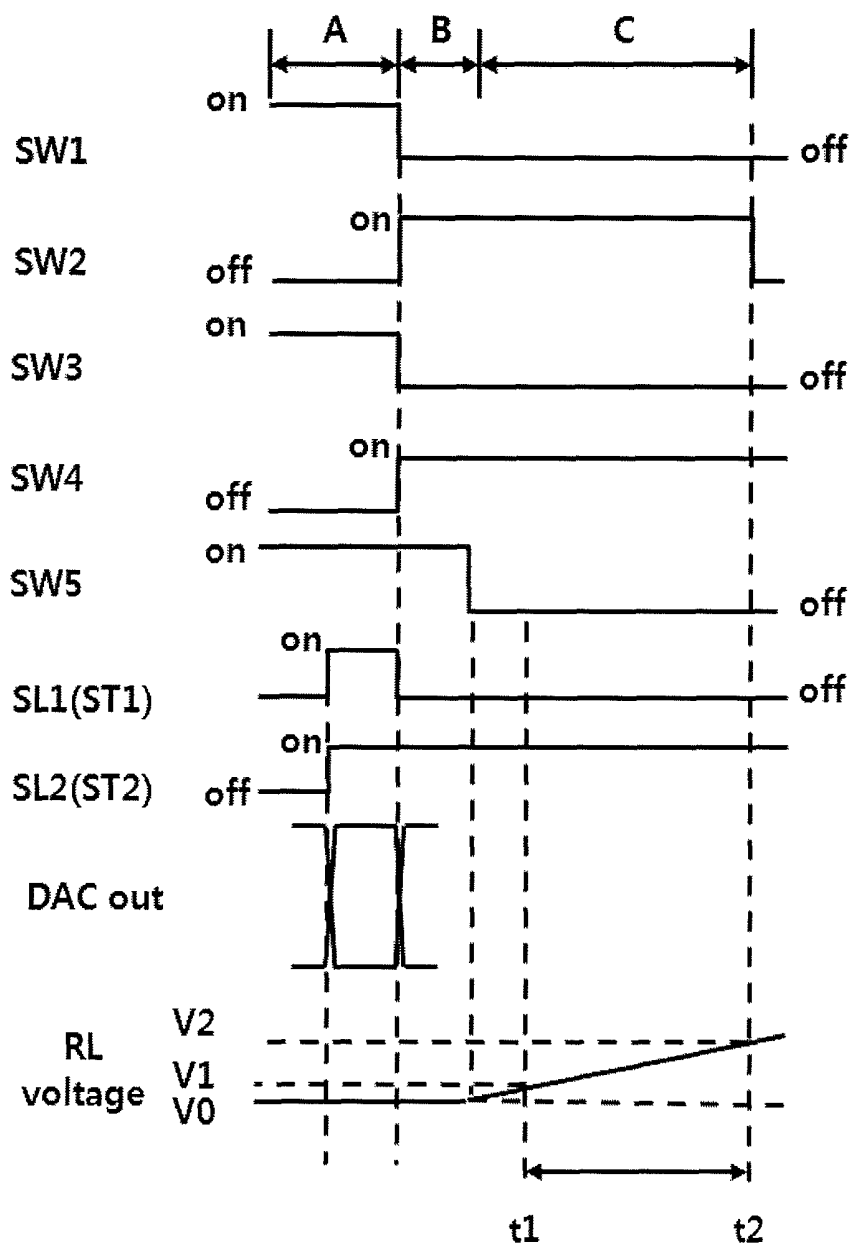 A B C
on
SW1 off
on
SW2 off
on
SW3 off
on
SW4 off
on
SW5 off
on
SL1(ST1) off
on
SL2(ST2) off
DAC out
V2
RL
voltage V1
V0
t1 t2